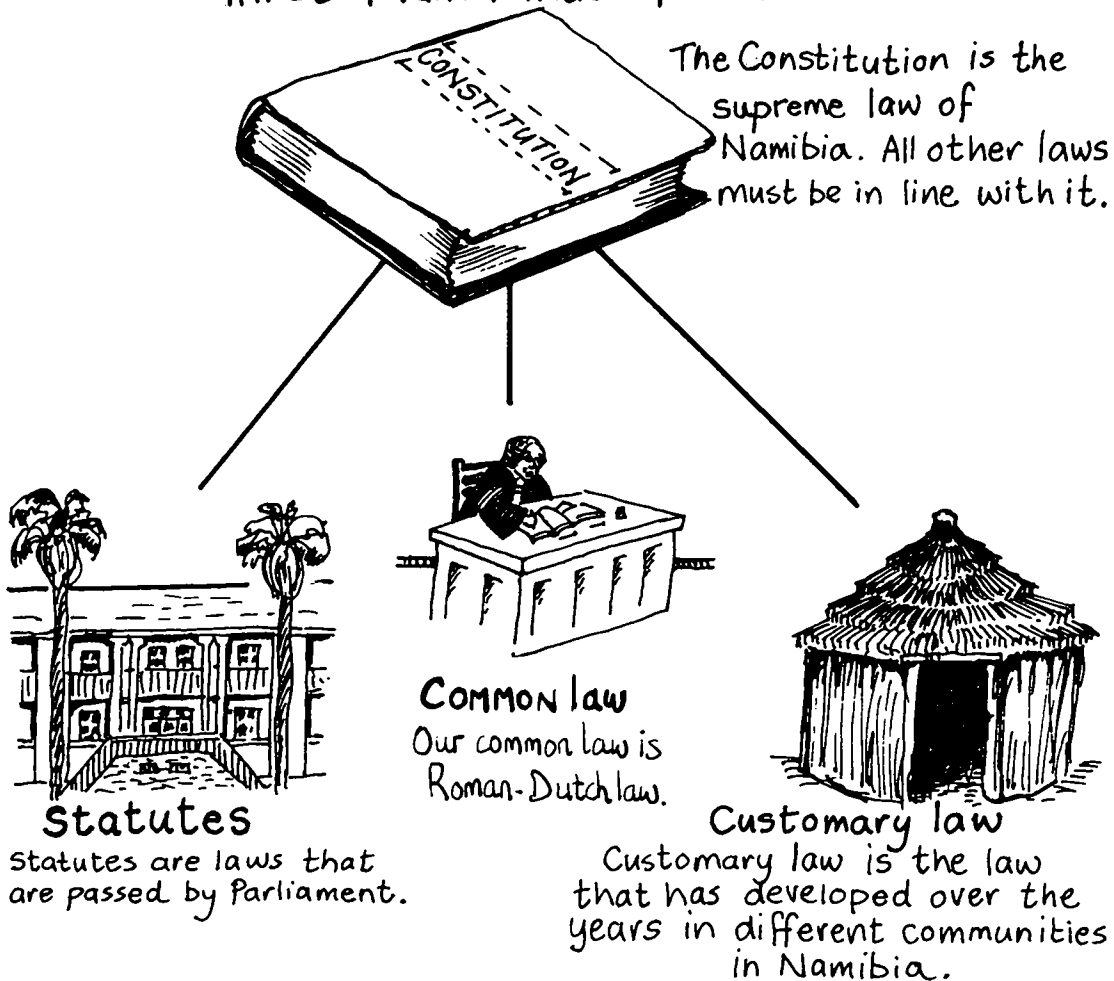 CONSTITUTION
The Constitution is the
supreme law of
Namibia. All other laws
must be in line with it.
Statutes
Statutes are laws that
are passed by Parliament.
COMMON law
Our common law is
Roman-Dutch law.
Customary law
Customary law is the law
that has developed over the
years in different communities
in Namibia.